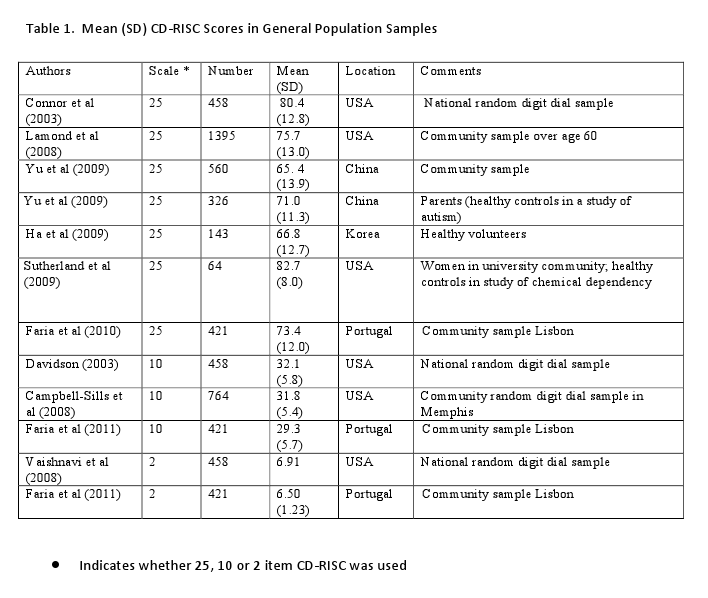 Table 1. Mean (SD) CD-RISC Scores in General Population Samples
Authors Scale * Number Mean (SD) Location Comments
Connor et al (2003) 25 458 80.4 (12.8) USA National random digit dial sample
Lamond et al (2008) 25 1395 75.7 (13.0) USA Community sample over age 60
Yu et al (2009) 25 560 65. 4 (13.9) China Community sample
Yu et al (2009) 25 326 71.0 (11.3) China Parents (healthy controls in a study of autism)
Ha et al (2009) 25 143 66.8 (12.7) Korea Healthy volunteers
Sutherland et al (2009) 25 64 82.7 (8.0) USA Women in university community; healthy controls in study of chemical dependency
Faria et al (2010) 25 421 73.4 (12.0) Portugal Community sample Lisbon
Davidson (2003) 10 458 32.1 (5.8) USA National random digit dial sample
Campbell-Sills et al (2008) 10 764 31.8 (5.4) USA Community random digit dial sample in Memphis
Faria et al (2011) 10 421 29.3 (5.7) Portugal Community sample Lisbon
Vaishnavi et al (2008) 2 458 6.91 USA National random digit dial sample
Faria et al (2011) 2 421 6.50 (1.23) Portugal Community sample Lisbon
• Indicates whether 25, 10 or 2 item CD-RISC was used